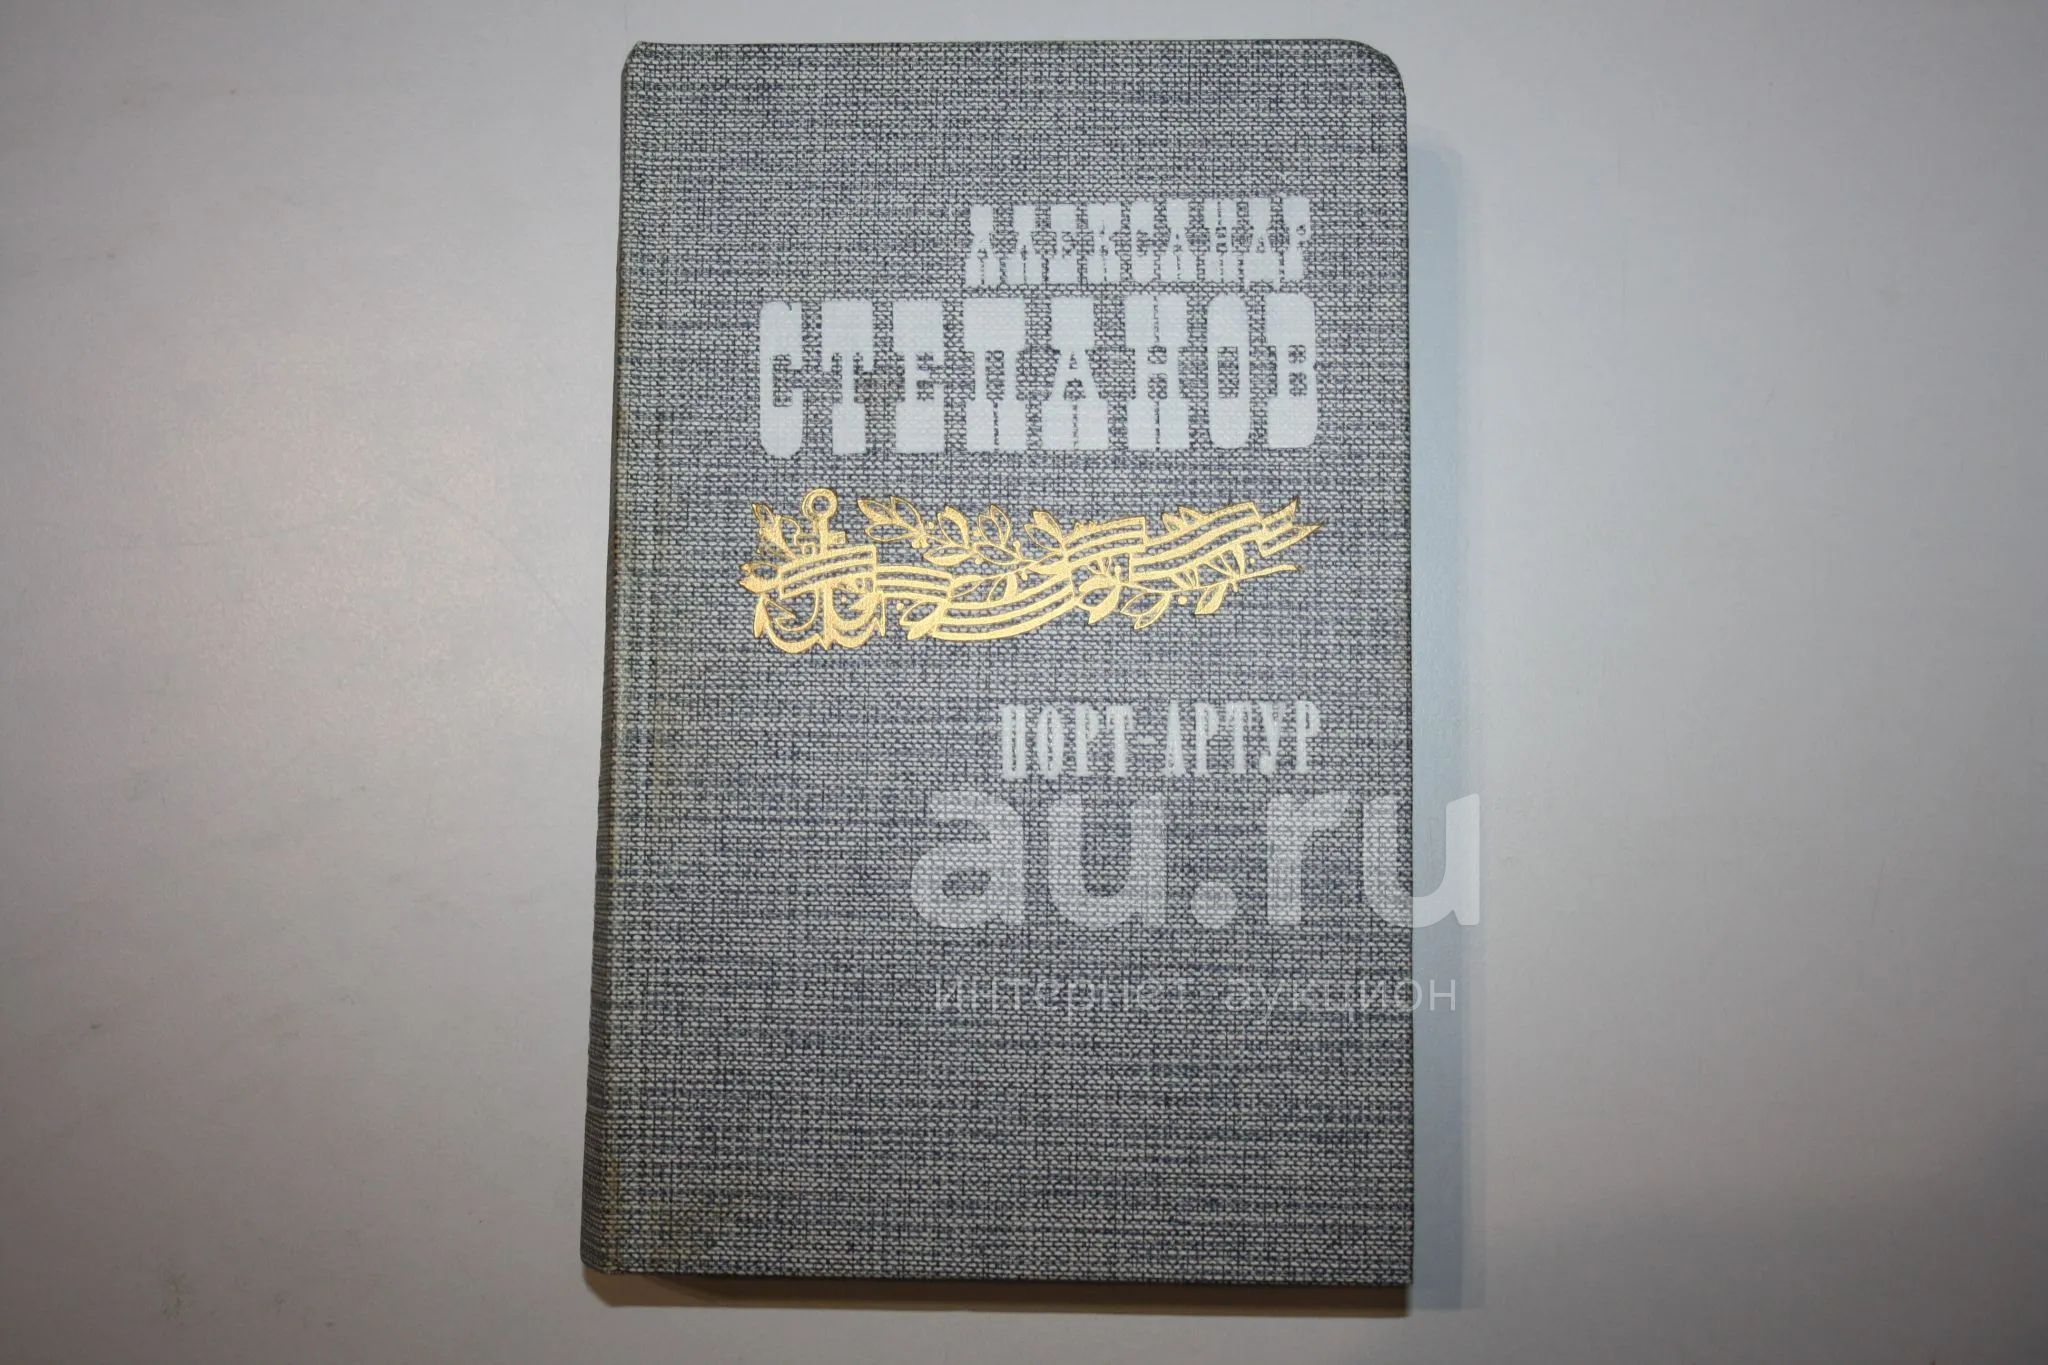 АЛЕКСАНДР
СТЕПАНОВ
ПОРТ-АРТУР
au.ru
интернет аукцион